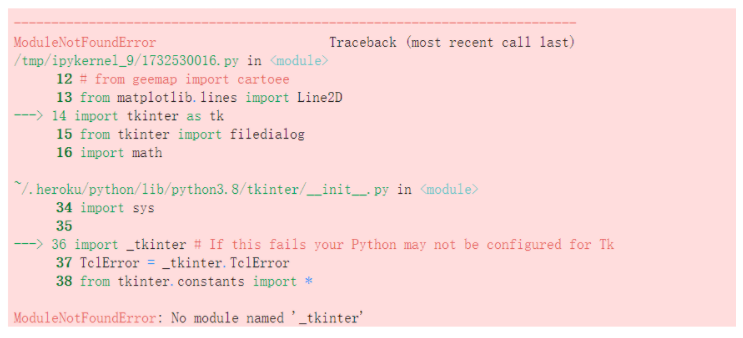 ---------------------------------------------------------------------------
ModuleNotFoundError                       Traceback (most recent call last)
/tmp/ipykernel_9/1732530016.py in <module>
     12 # from geemap import cartoee
     13 from matplotlib.lines import Line2D
---> 14 import tkinter as tk
     15 from tkinter import filedialog
     16 import math
~/.heroku/python/lib/python3.8/tkinter/__init__.py in <module>
     34 import sys
     35
---> 36 import _tkinter # If this fails your Python may not be configured for Tk
     37 TclError = _tkinter.TclError
     38 from tkinter.constants import *
ModuleNotFoundError: No module named '_tkinter'